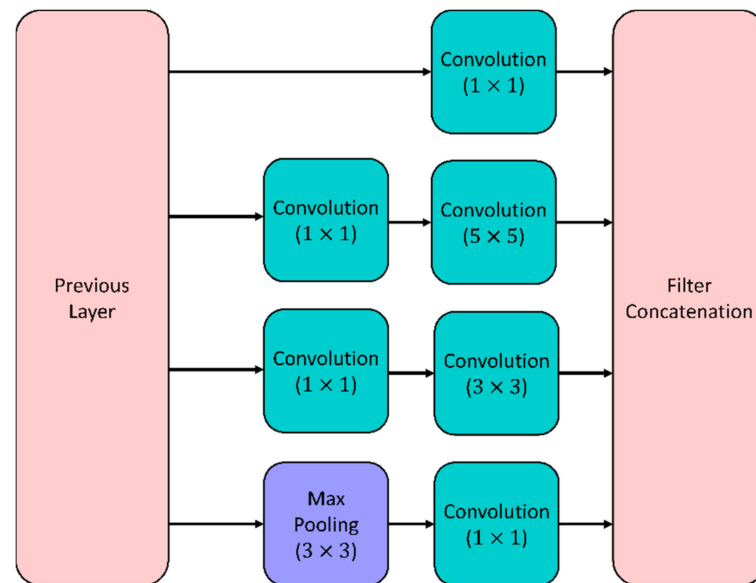 Previous
Layer
Convolution
(1 × 1)
Convolution
(1 × 1)
Convolution
(5 × 5)
Convolution
(1 × 1)
Convolution
(3 × 3)
Max
Pooling
(3 × 3)
Convolution
(1 × 1)
Filter
Concatenation